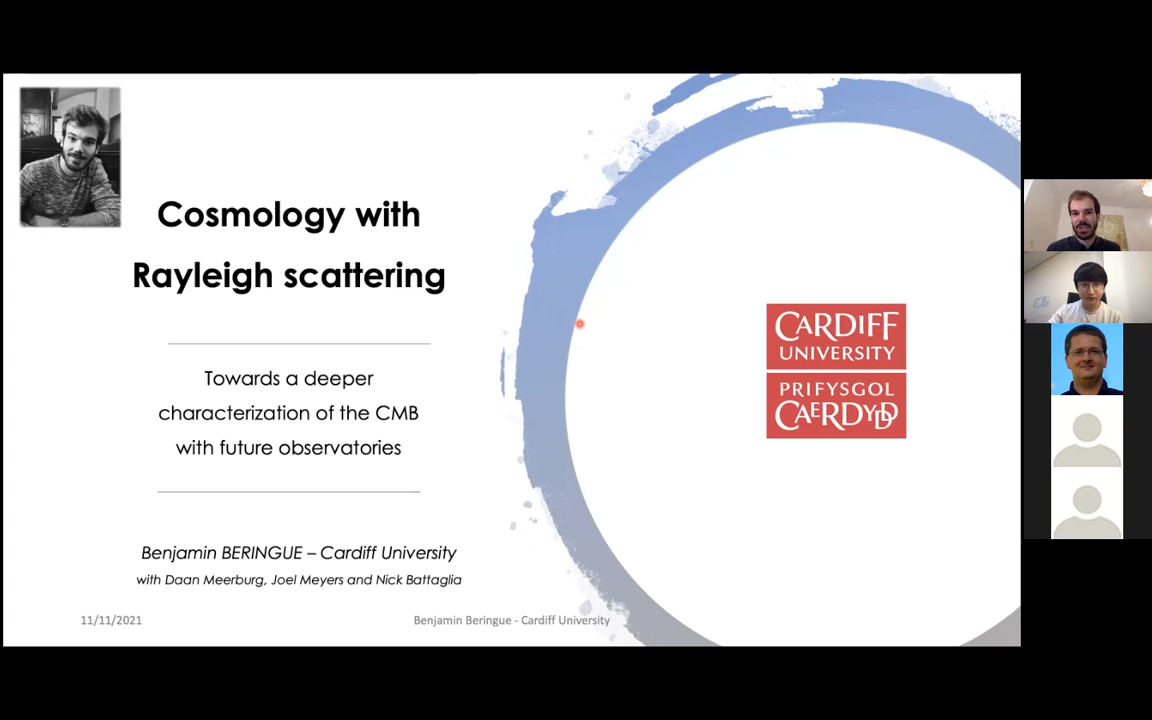 Cosmology with
Rayleigh scattering
Towards a deeper
characterization of the CMB
with future observatories
Benjamin BERINGUE – Cardiff University
with Daan Meerburg, Joel Meyers and Nick Battaglia
11/11/2021
Benjamin Beringue - Cardiff University
CARDIFF
UNIVERSITY
PRIFYSGOL
CAERDYDD